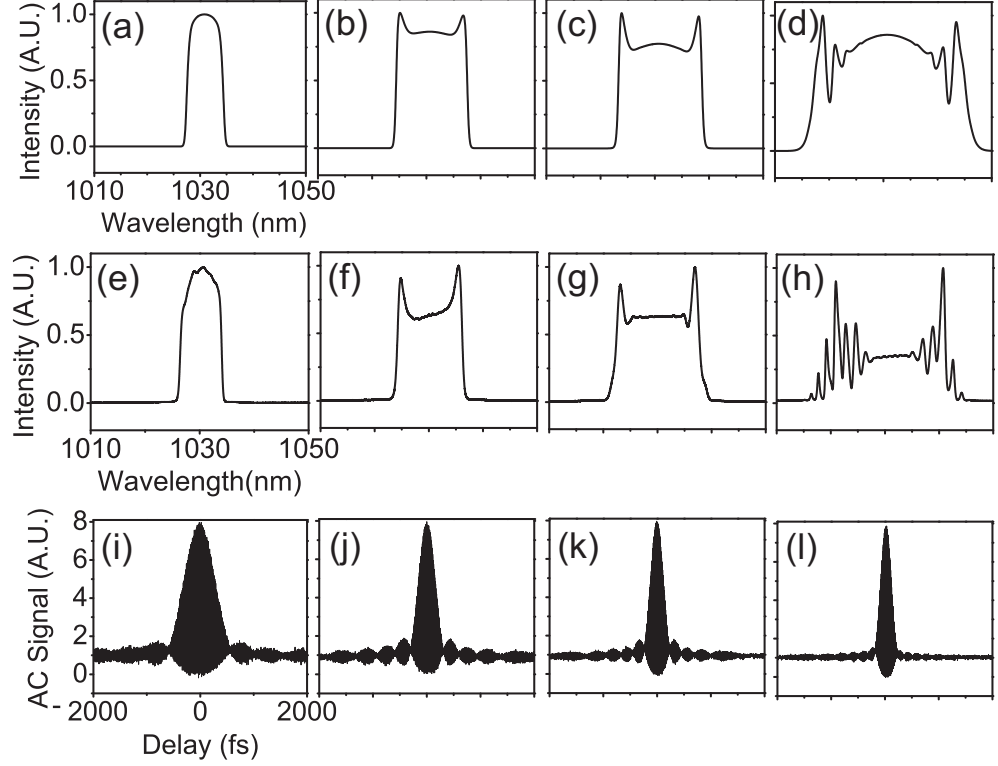 (a) (b) (c) (d)
Intensity (A.U.)
1.0
0.5
0.0
1010 1030 1050
Wavelength (nm)
(e) (f) (g) (h)
Intensity (A.U.)
1.0
0.5
0.0
1010 1030 1050
Wavelength(nm)
(i) (j) (k) (l)
AC Signal (A.U.)
8
6
4
2
0
- 2000 0 2000
Delay (fs)